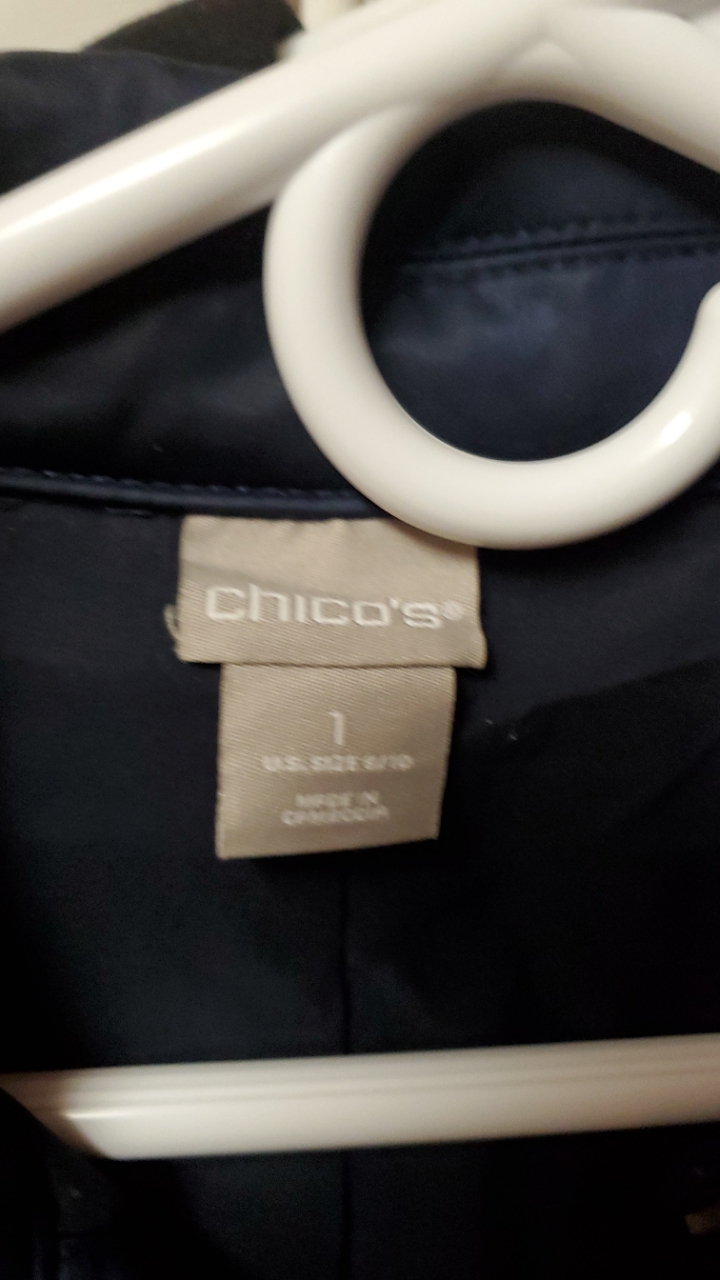 chico's®
1
U.S. SIZE 8/10
MADE IN